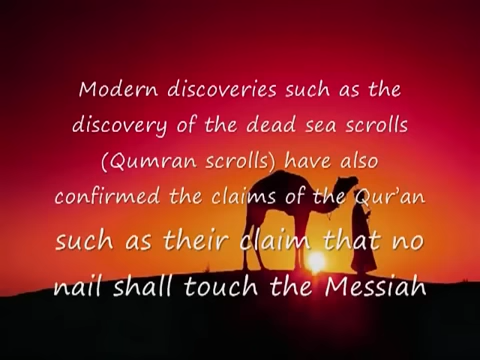 Modern discoveries such as the
discovery of the dead sea scrolls
(Qumran scrolls) have also
confirmed the claims of the Qur'an
such as their claim that no
nail shall touch the Messiah